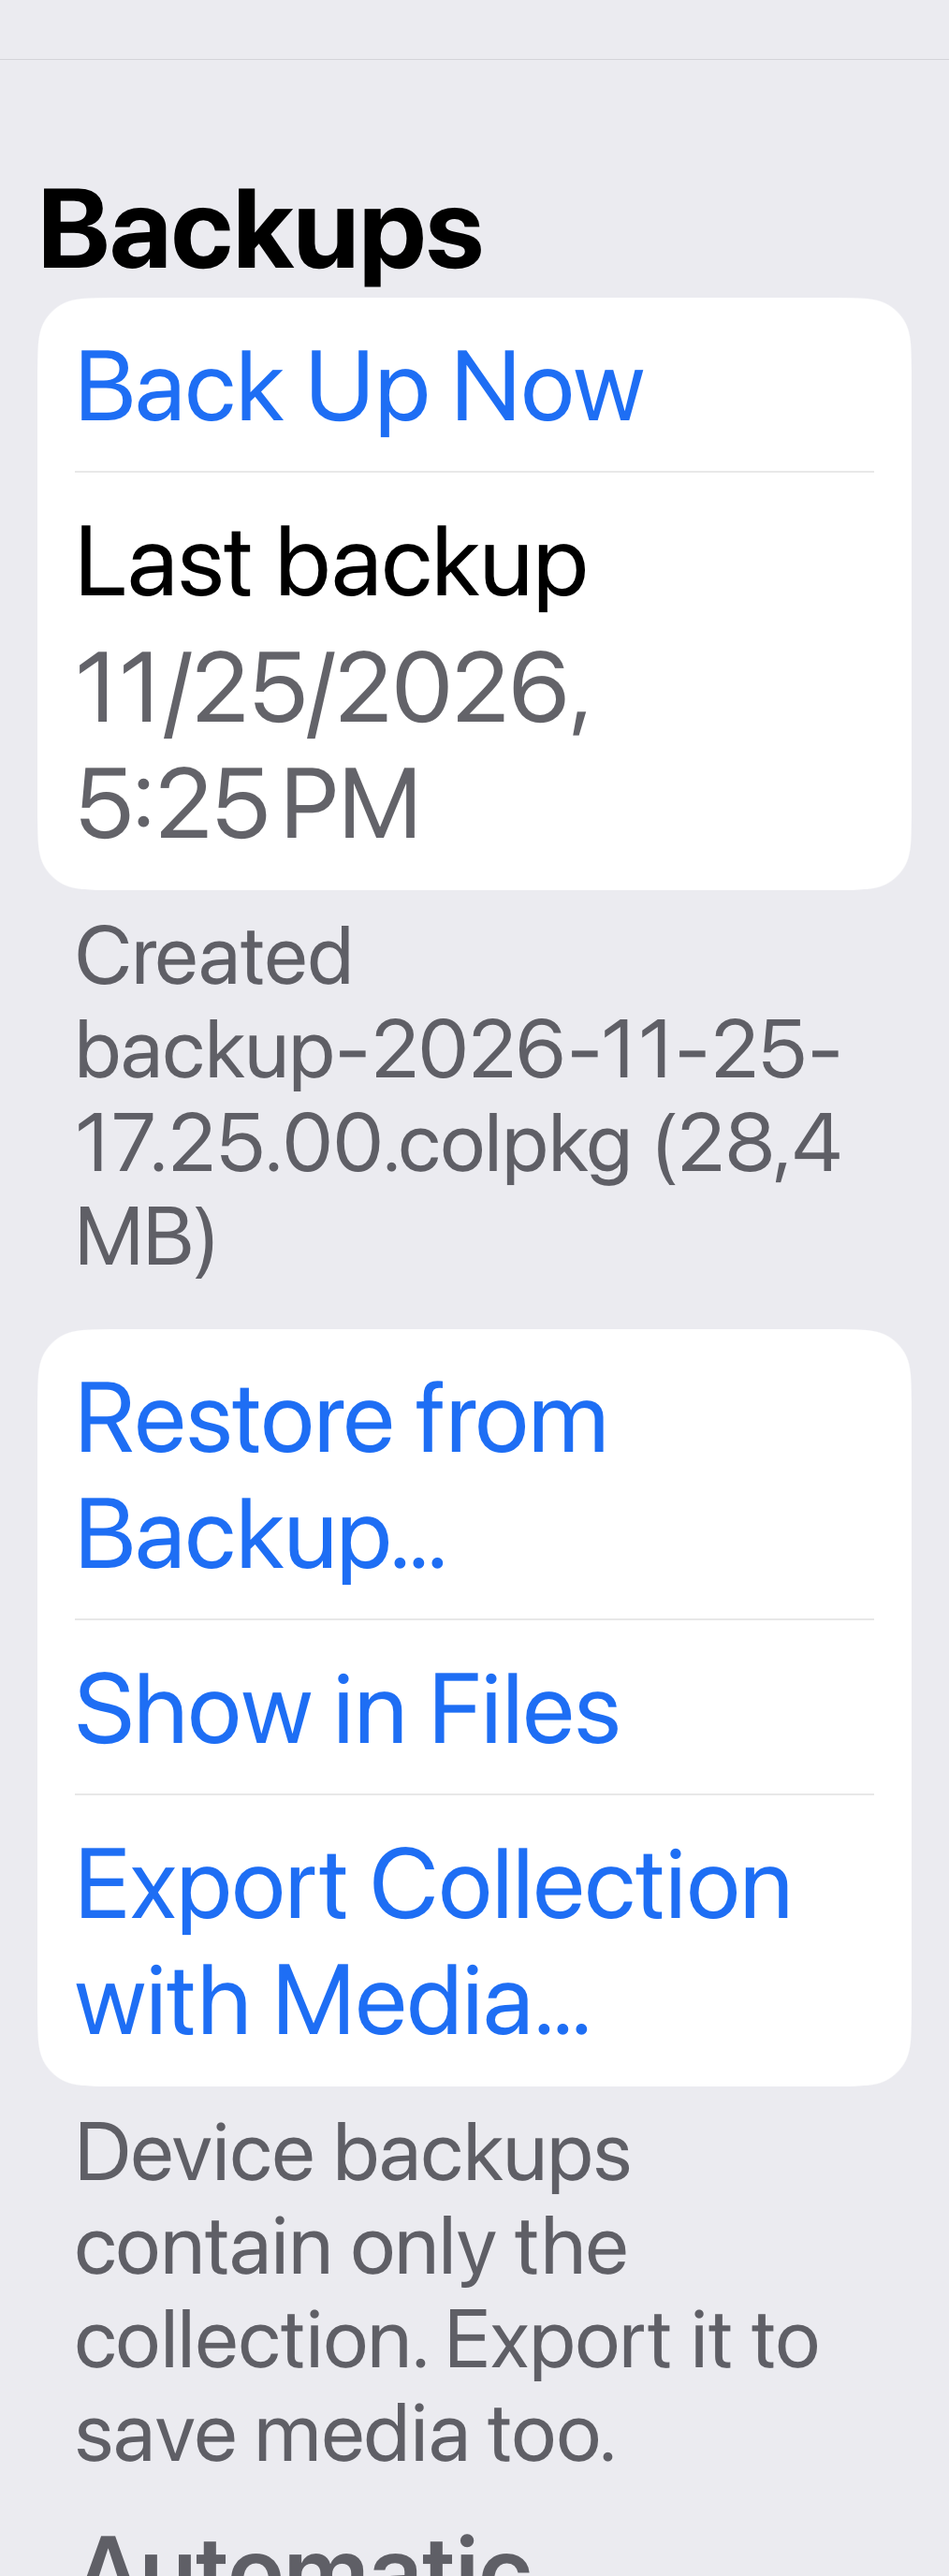 Backups
Back Up Now
Last backup
11/25/2026,
5:25 PM
Created
backup-2026-11-25-
17.25.00.colpkg (28,4
MB)
Restore from
Backup...
Show in Files
Export Collection
with Media...
Device backups
contain only the
collection. Export it to
save media too.
Automatic